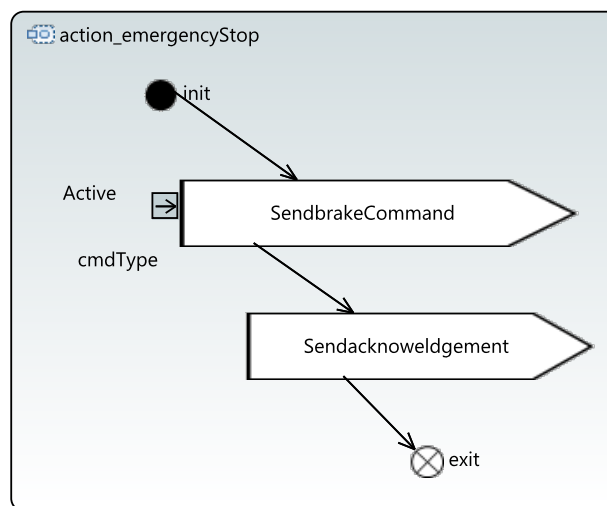 action_emergencyStop
init
Active
SendbrakeCommand
cmdType
Sendacknoweldgement
exit